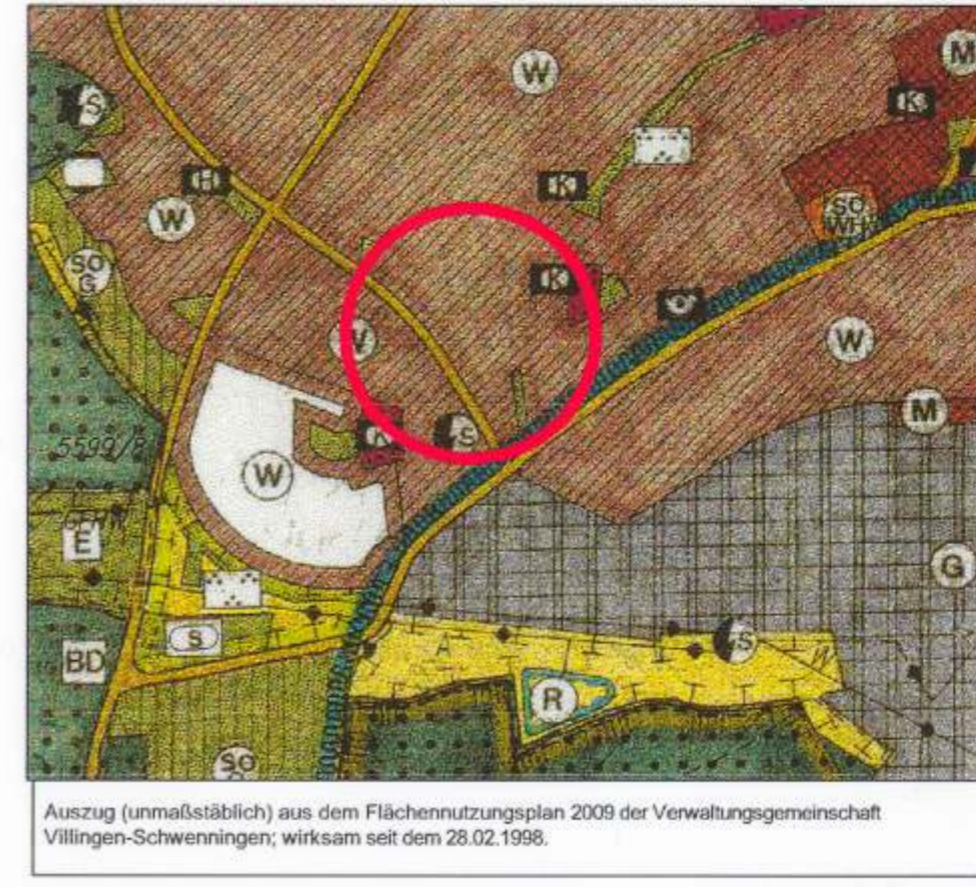 W
M
S
K
H
K
W
SO
WH
SO
G
K
W
W
M
5599/8
K
S
W
E
G
S
S
A
W
BD
R
SO
Auszug (unmaßstäblich) aus dem Flächennutzungsplan 2009 der Verwaltungsgemeinschaft
Villingen-Schwenningen; wirksam seit dem 28.02.1998.